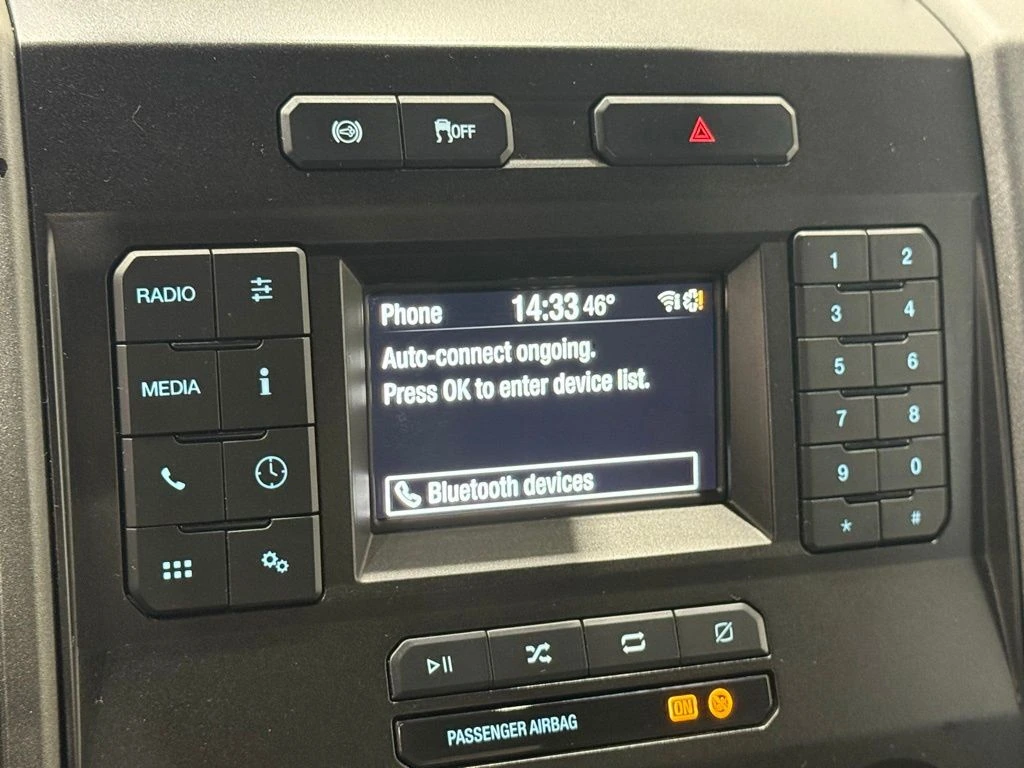 OFF
RADIO
MEDIA
Phone 14:33 46°
Auto-connect ongoing.
Press OK to enter device list.
Bluetooth devices
1 2
3 4
5 6
7 8
9 0
* #
PASSENGER AIRBAG ON